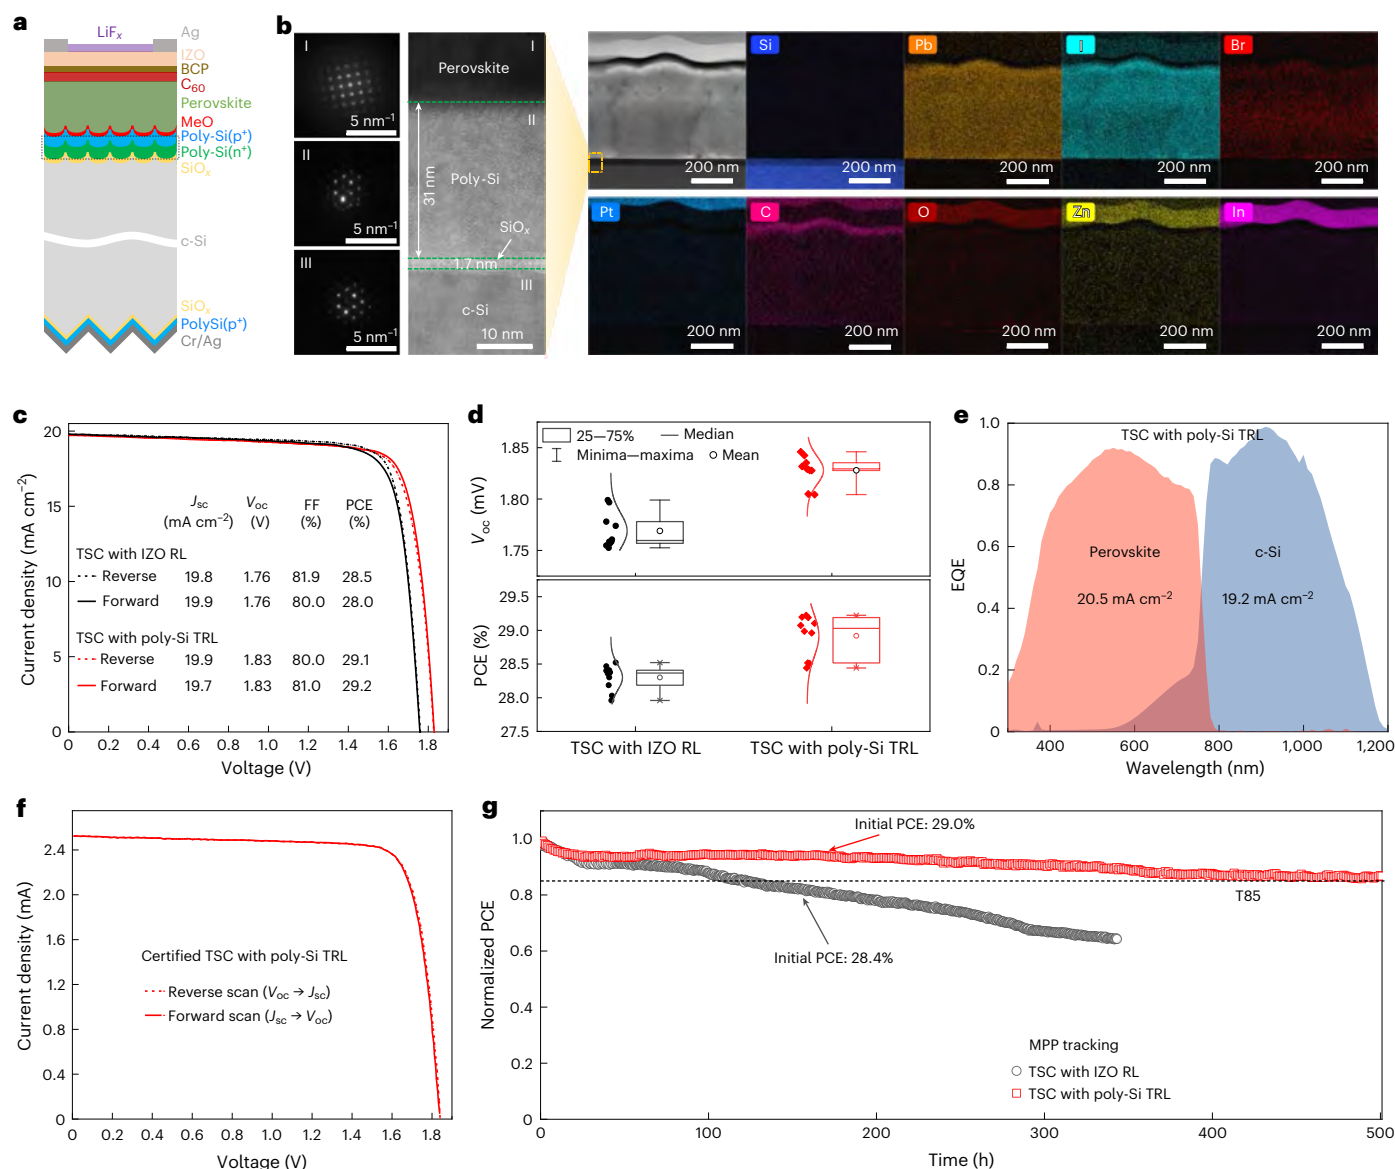 a
LiFₓ
Ag
IZO
BCP
C₆₀
Perovskite
MeO
Poly-Si(p⁺)
Poly-Si(n⁺)
SiOₓ
c-Si
SiOₓ
PolySi(p⁺)
Cr/Ag
b
I
5 nm⁻¹
II
5 nm⁻¹
III
5 nm⁻¹
I
Perovskite
II
31 nm
Poly-Si
SiOₓ
1.7 nm
III
c-Si
10 nm
200 nm
Si
200 nm
Pb
200 nm
I
200 nm
Br
200 nm
Pt
200 nm
C
200 nm
O
200 nm
Zn
200 nm
In
200 nm
c
Current density (mA cm⁻²)
20
15
10
5
0
Jsc (mA cm⁻²) Voc (V) FF (%) PCE (%)
TSC with IZO RL
Reverse 19.8 1.76 81.9 28.5
Forward 19.9 1.76 80.0 28.0
TSC with poly-Si TRL
Reverse 19.9 1.83 80.0 29.1
Forward 19.7 1.83 81.0 29.2
0 0.2 0.4 0.6 0.8 1.0 1.2 1.4 1.6 1.8
Voltage (V)
d
25—75% Median
Minima—maxima Mean
Voc (mV)
1.85
1.80
1.75
PCE (%)
29.5
29.0
28.5
28.0
27.5
TSC with IZO RL TSC with poly-Si TRL
e
TSC with poly-Si TRL
EQE
1.0
0.8
0.6
0.4
0.2
0
Perovskite
20.5 mA cm⁻²
c-Si
19.2 mA cm⁻²
400 600 800 1,000 1,200
Wavelength (nm)
f
Current density (mA)
2.4
2.0
1.6
1.2
0.8
0.4
0
Certified TSC with poly-Si TRL
Reverse scan (Voc → Jsc)
Forward scan (Jsc → Voc)
0 0.2 0.4 0.6 0.8 1.0 1.2 1.4 1.6 1.8
Voltage (V)
g
Normalized PCE
1.0
0.8
0.6
0.4
0.2
0
Initial PCE: 29.0%
T85
Initial PCE: 28.4%
MPP tracking
TSC with IZO RL
TSC with poly-Si TRL
0 100 200 300 400 500
Time (h)